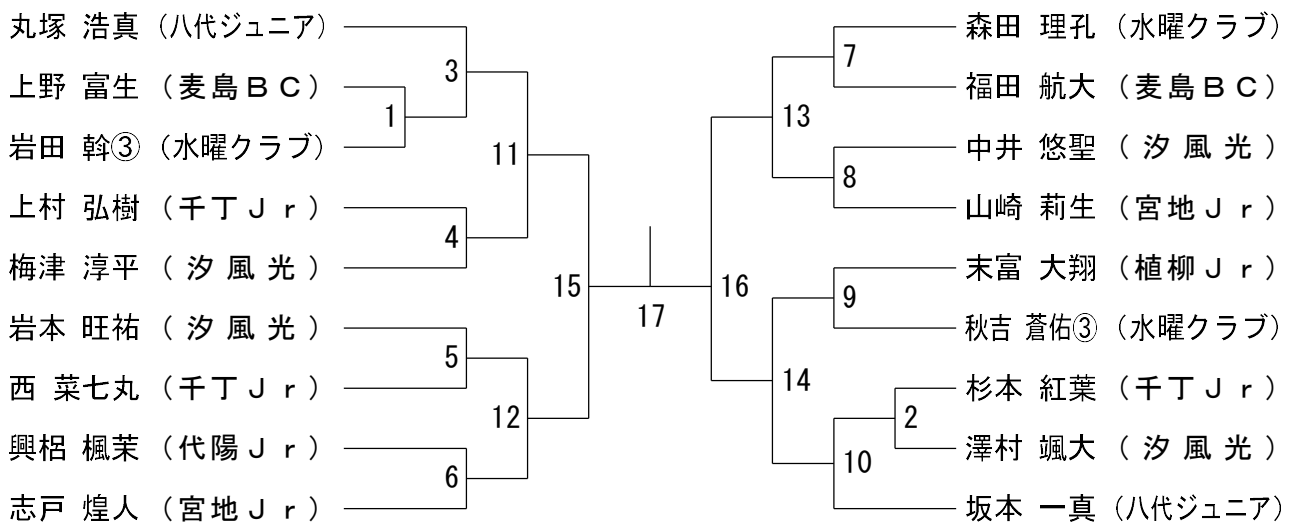 丸塚 浩真（八代ジュニア）
上野 富生（麦島ＢＣ）
岩田 斡③（水曜クラブ）
上村 弘樹（千丁Ｊｒ）
梅津 淳平（汐風光）
岩本 旺祐（汐風光）
西 菜七丸（千丁Ｊｒ）
興梠 楓茉（代陽Ｊｒ）
志戸 煌人（宮地Ｊｒ）
3
1
11
4
15
5
12
6
17
7
13
8
16
9
14
2
10
森田 理孔（水曜クラブ）
福田 航大（麦島ＢＣ）
中井 悠聖（汐風光）
山崎 莉生（宮地Ｊｒ）
末富 大翔（植柳Ｊｒ）
秋吉 蒼佑③（水曜クラブ）
杉本 紅葉（千丁Ｊｒ）
澤村 颯大（汐風光）
坂本 一真（八代ジュニア）